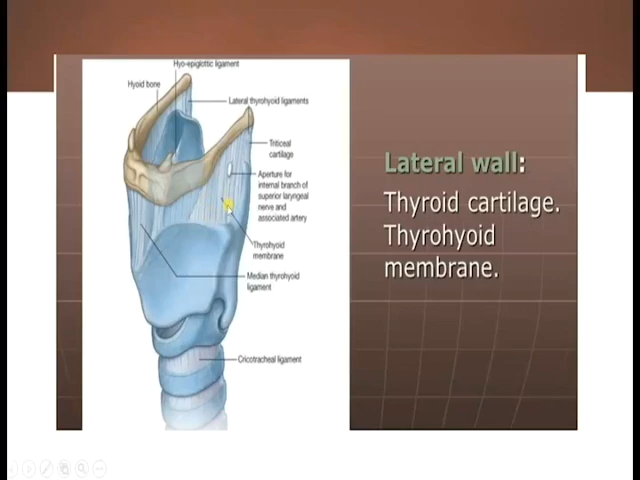 Hyo-epiglottic ligament
Hyoid bone
Lateral thyrohyoid ligaments
Triticeal
cartilage
Aperture for
internal branch of
superior laryngeal
nerve and
associated artery
Thyrohyoid
membrane
Median thyrohyoid
ligament
Cricotracheal ligament
Lateral wall:
Thyroid cartilage.
Thyrohyoid
membrane.